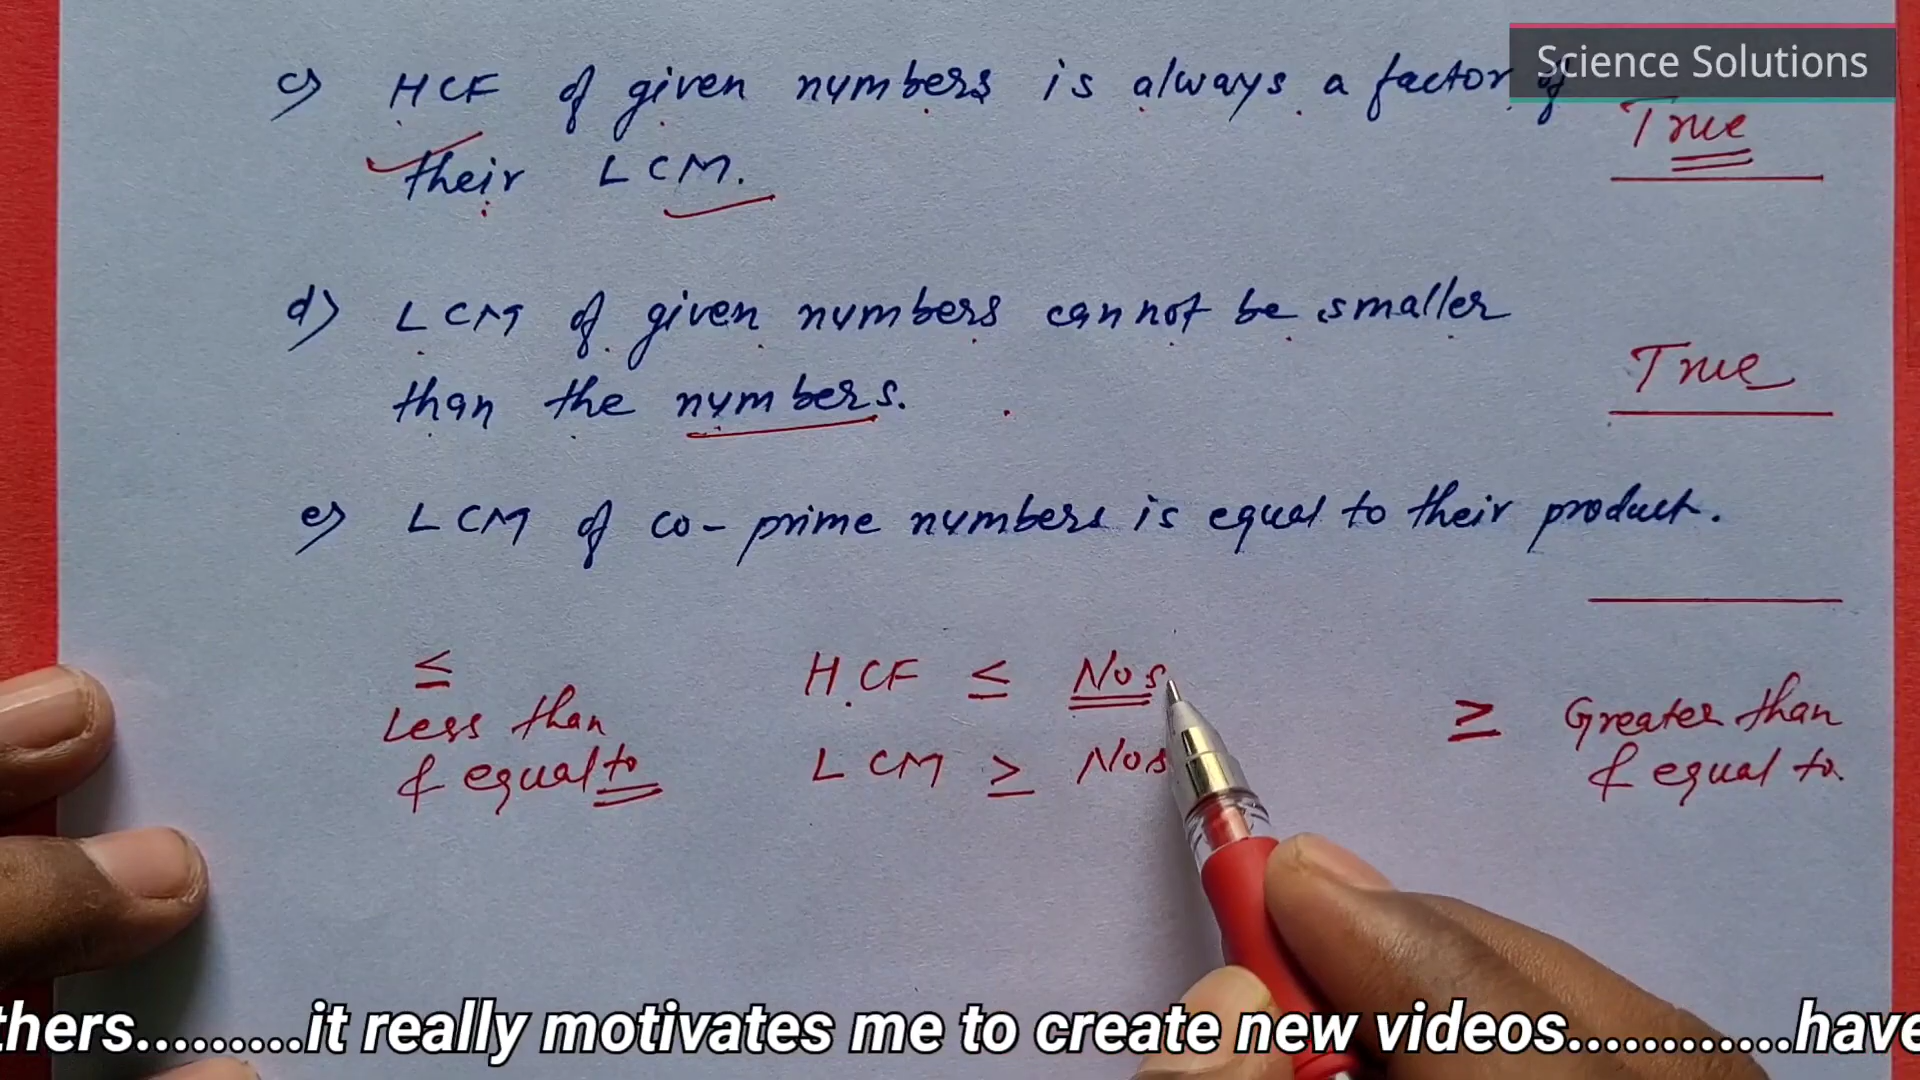 Science Solutions
c) HCF of given numbers is always a factor of
True
their LCM.
d) LCM of given numbers cannot be smaller
True
than the numbers.
e) LCM of co-prime numbers is equal to their product.
≤
Less than
& equal to
HCF ≤ Nos
LCM ≥ Nos
≥ Greater than
& equal to.
thers.........it really motivates me to create new videos............have